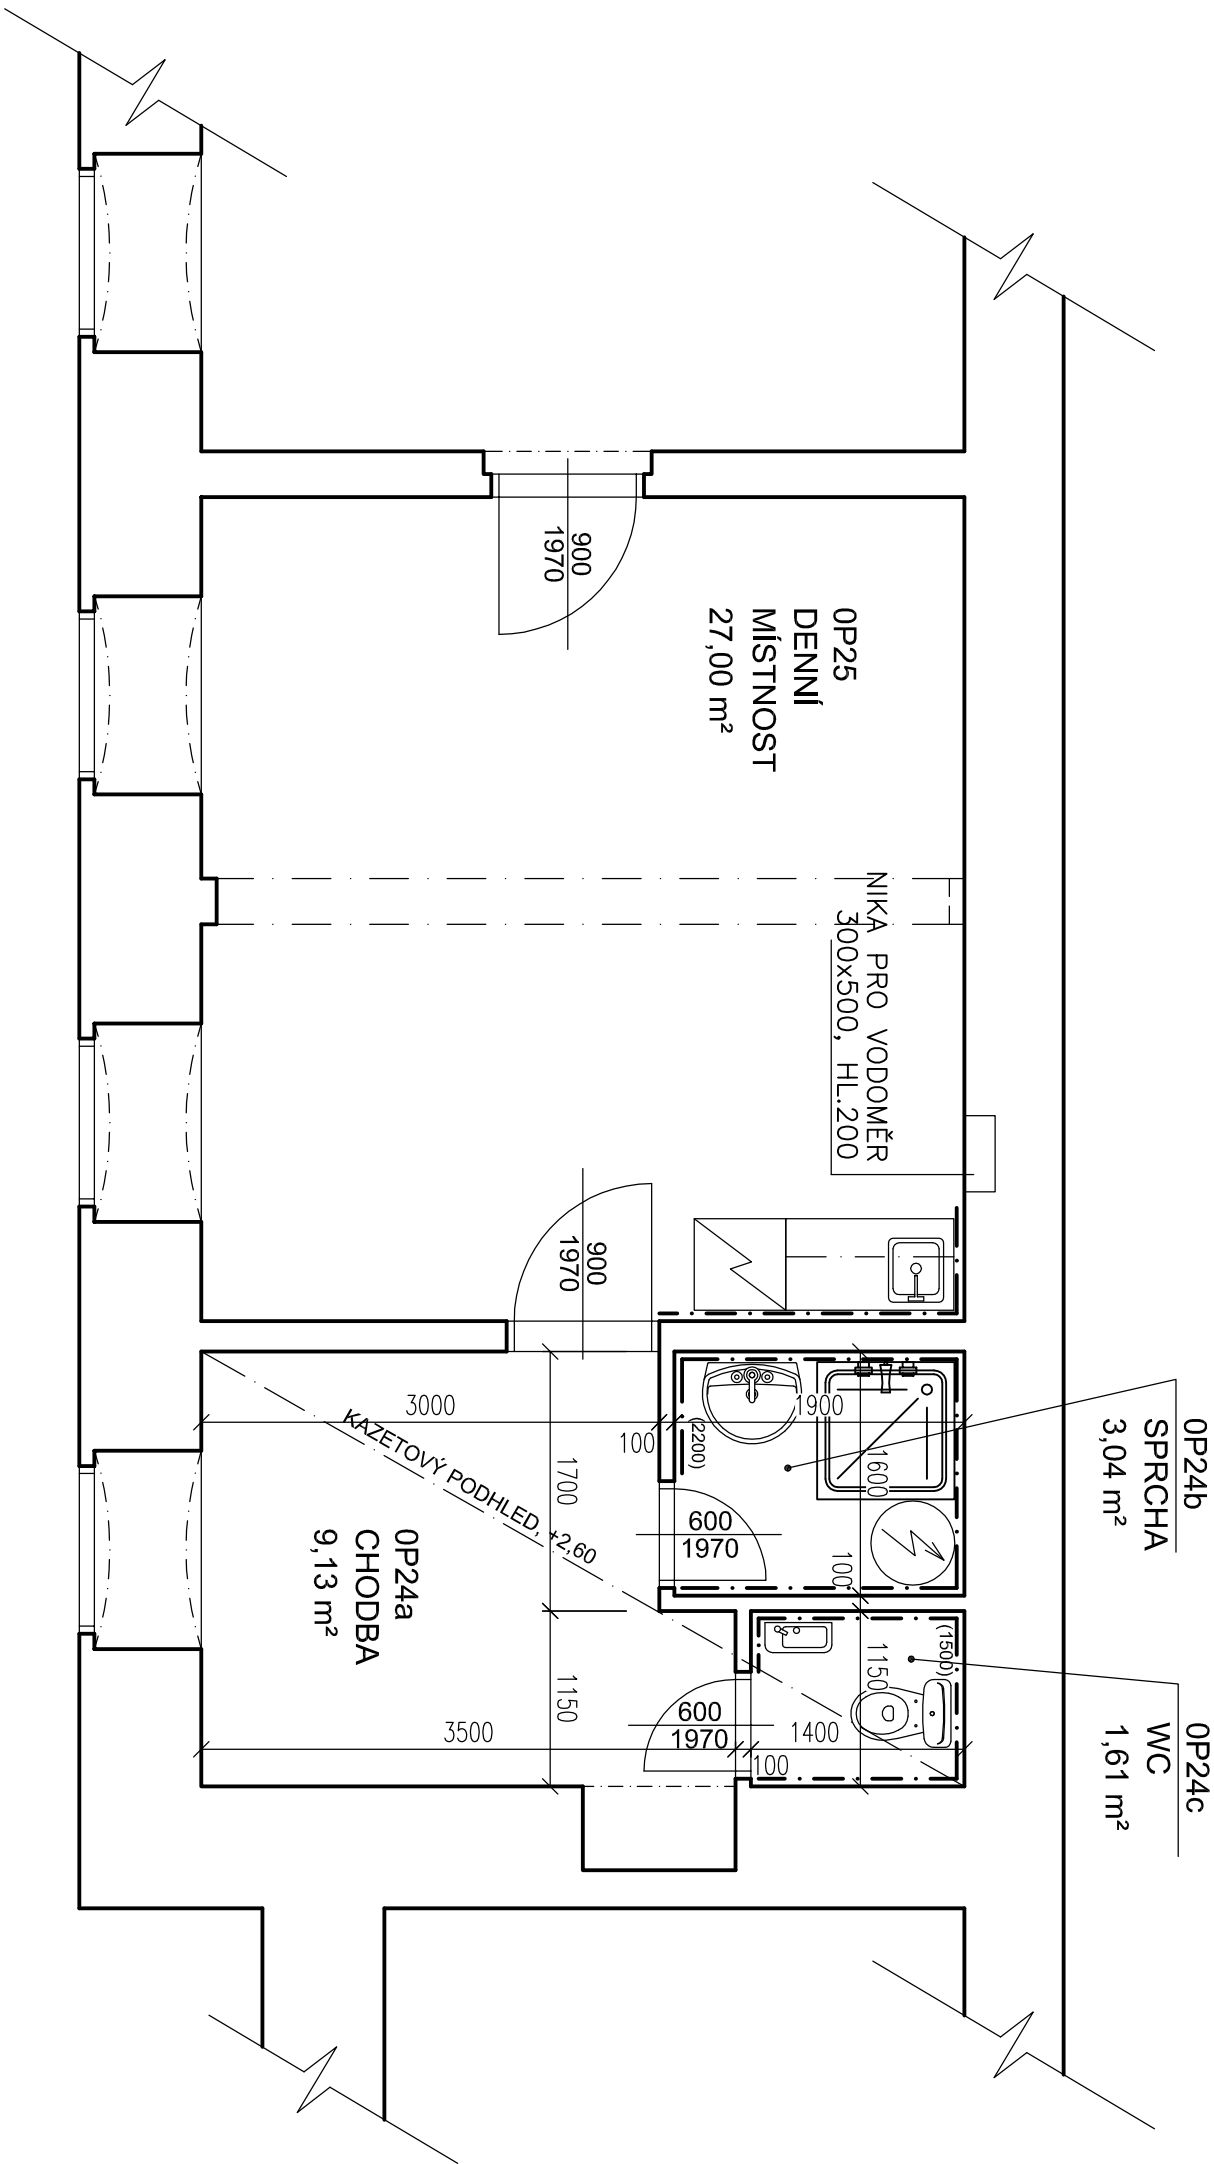 0P25
DENNÍ
MÍSTNOST
27,00 m²
900
1970
NIKA PRO VODOMĚR
300x500, HL.200
900
1970
0P24b
SPRCHA
3,04 m²
3000
100
1900
(2200)
1700
1600
600
1970
100
KAZETOVÝ PODHLED, +2,60
0P24a
CHODBA
9,13 m²
0P24c
WC
1,61 m²
(1500)
1150
1150
600
1970
3500
100
1400